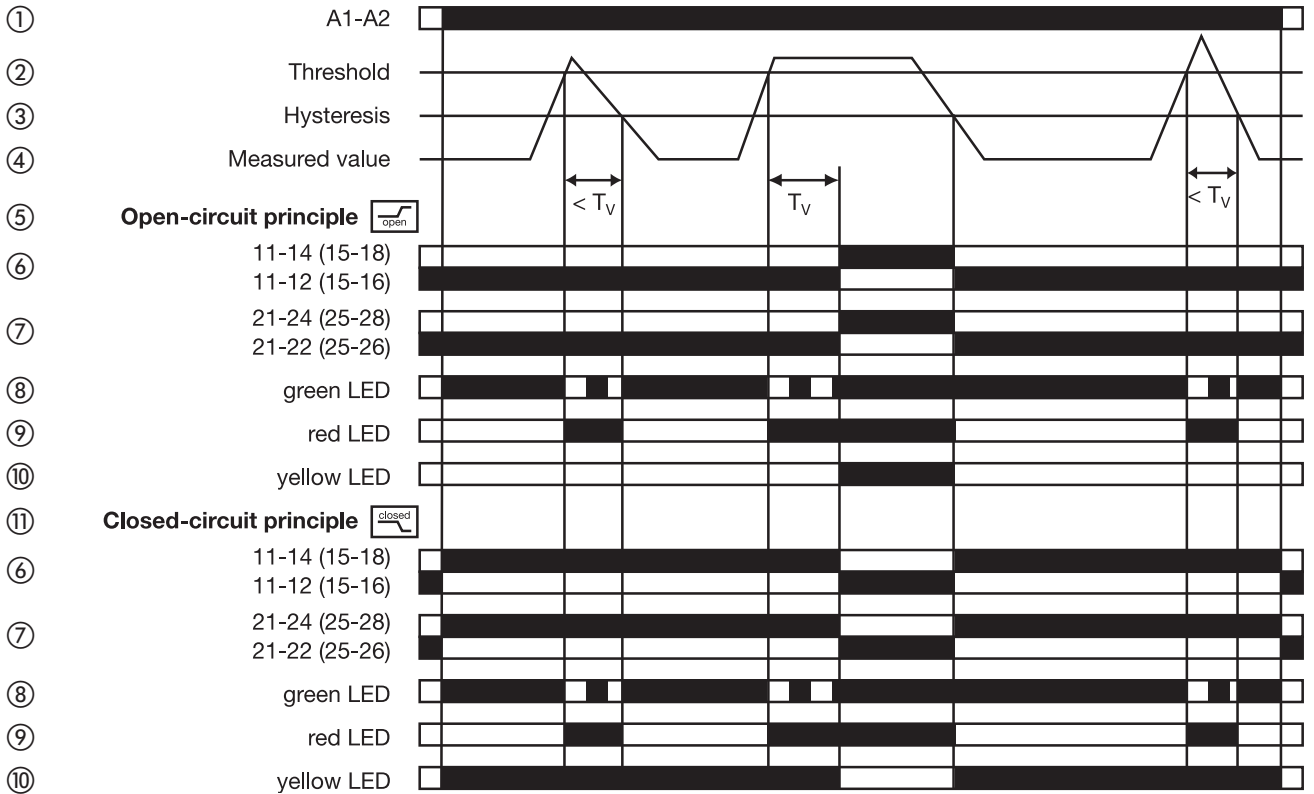 ① A1-A2
② Threshold
③ Hysteresis
④ Measured value
< Tv Tv < Tv
⑤ Open-circuit principle open
⑥ 11-14 (15-18)
11-12 (15-16)
⑦ 21-24 (25-28)
21-22 (25-26)
⑧ green LED
⑨ red LED
⑩ yellow LED
⑪ Closed-circuit principle closed
⑥ 11-14 (15-18)
11-12 (15-16)
⑦ 21-24 (25-28)
21-22 (25-26)
⑧ green LED
⑨ red LED
⑩ yellow LED